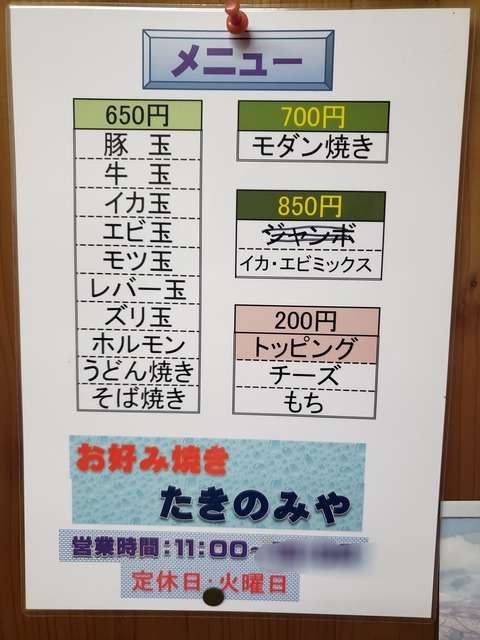 メニュー
650円
豚 玉
牛 玉
イカ玉
エビ玉
モツ玉
レバー玉
ズリ玉
ホルモン
うどん焼き
そば焼き
700円
モダン焼き
850円
ジャンボ
イカ・エビミックス
200円
トッピング
チーズ
もち
お好み焼き
たきのみや
営業時間:11:00~
定休日・火曜日